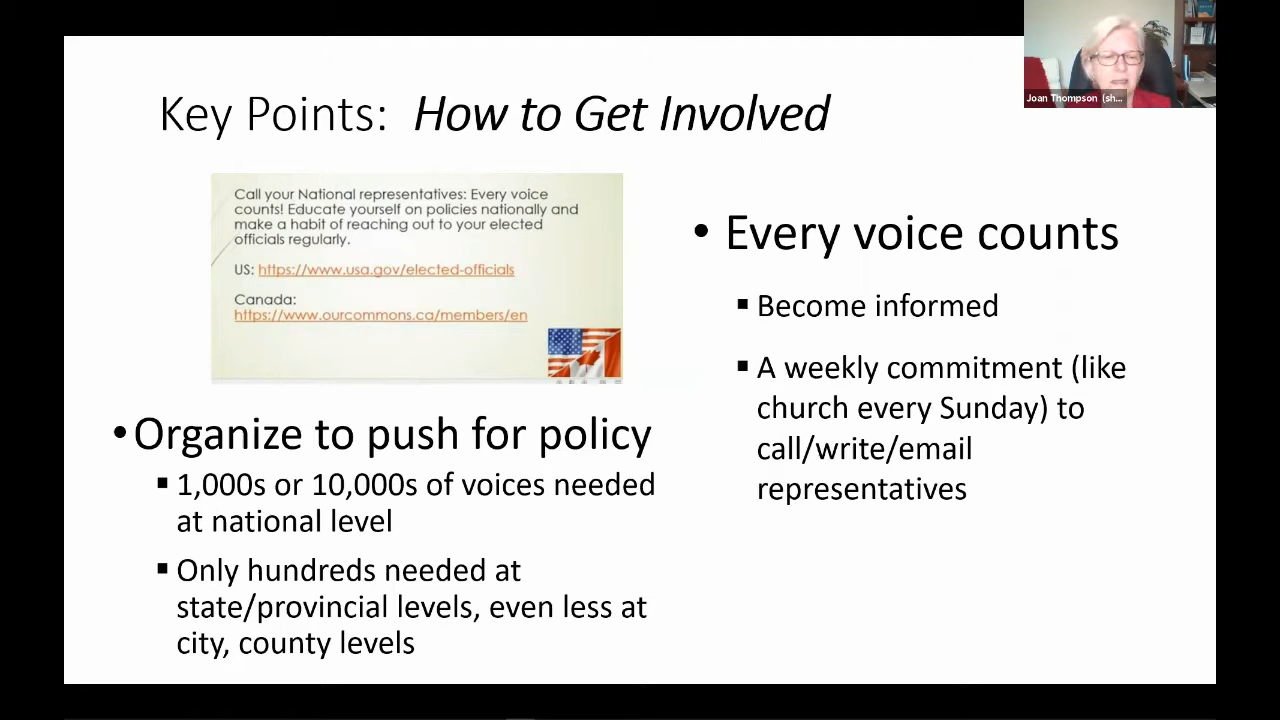 Key Points: How to Get Involved
Call your National representatives: Every voice
counts! Educate yourself on policies nationally and
make a habit of reaching out to your elected
officials regularly.
US: https://www.usa.gov/elected-officials
Canada:
https://www.ourcommons.ca/members/en
•Organize to push for policy
▪ 1,000s or 10,000s of voices needed
at national level
▪ Only hundreds needed at
state/provincial levels, even less at
city, county levels
• Every voice counts
▪ Become informed
▪ A weekly commitment (like
church every Sunday) to
call/write/email
representatives
Joan Thompson (sh...